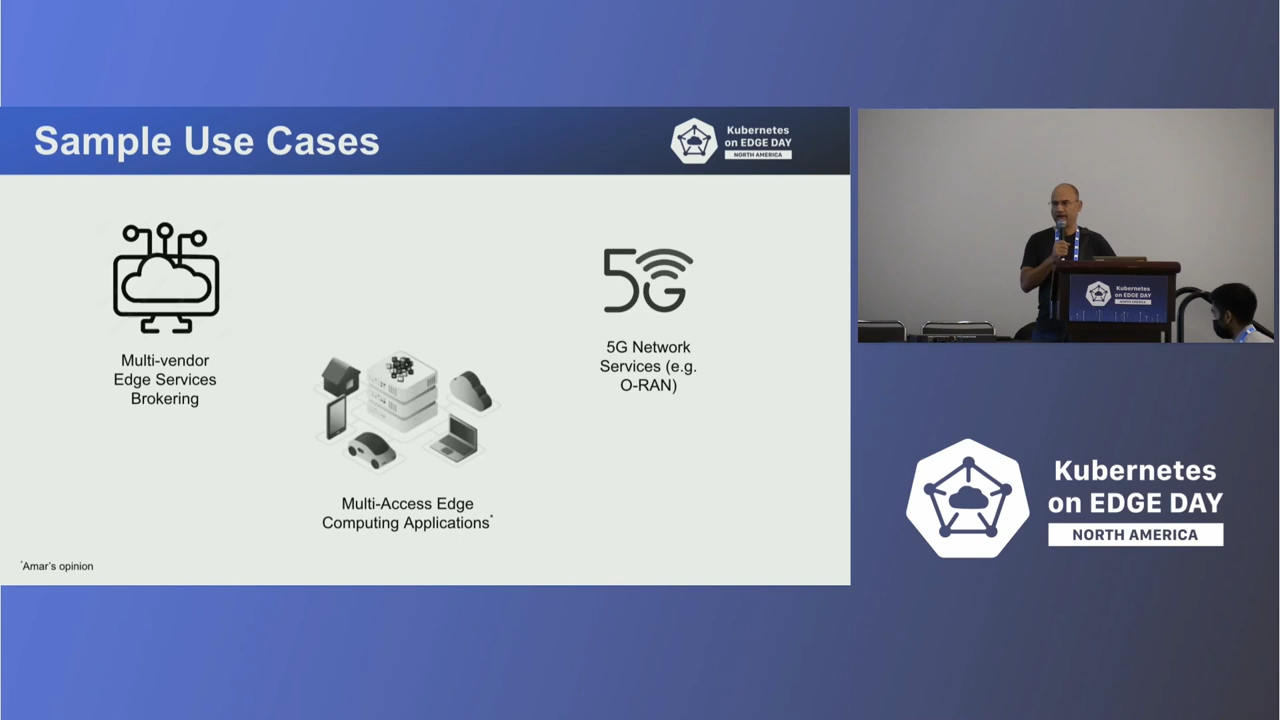 Sample Use Cases
Kubernetes
on EDGE DAY
NORTH AMERICA
Multi-vendor
Edge Services
Brokering
5G
5G Network
Services (e.g.
O-RAN)
Multi-Access Edge
Computing Applications*
*Amar's opinion
Kubernetes
on EDGE DAY
NORTH AMERICA
Kubernetes
on EDGE DAY
NORTH AMERICA